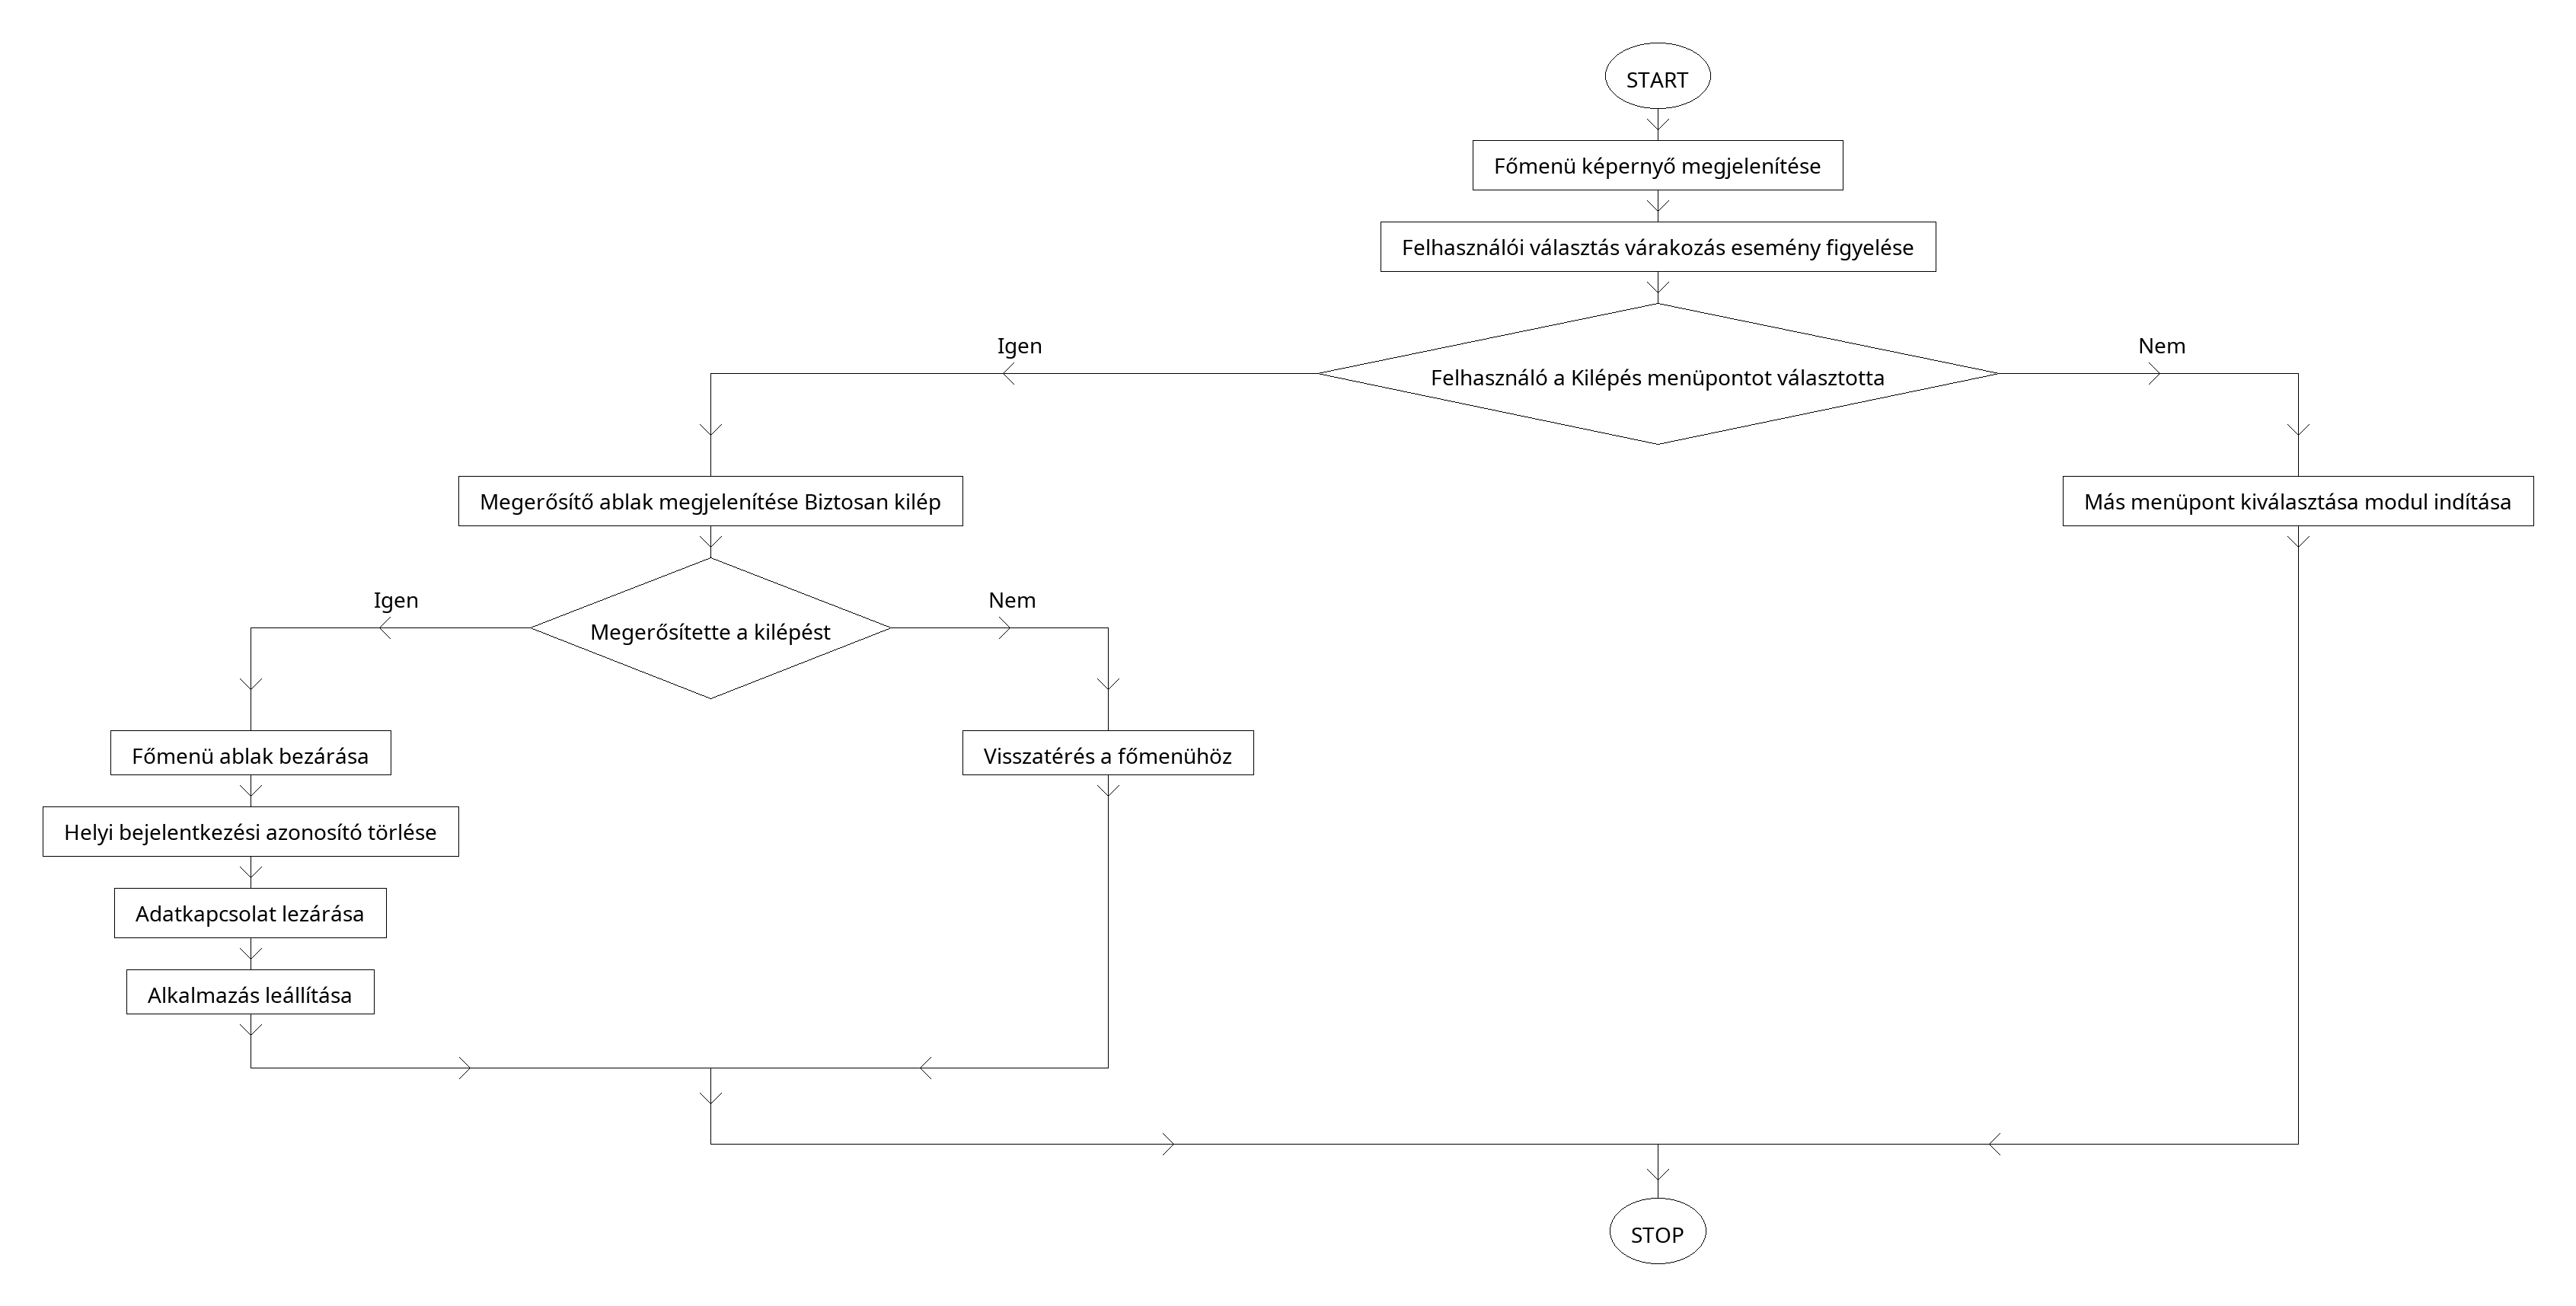 START
Főmenü képernyő megjelenítése
Felhasználói választás várakozás esemény figyelése
Igen
Nem
Felhasználó a Kilépés menüpontot választotta
Megerősítő ablak megjelenítése Biztosan kilép
Más menüpont kiválasztása modul indítása
Igen
Nem
Megerősítette a kilépést
Főmenü ablak bezárása
Visszatérés a főmenühöz
Helyi bejelentkezési azonosító törlése
Adatkapcsolat lezárása
Alkalmazás leállítása
STOP